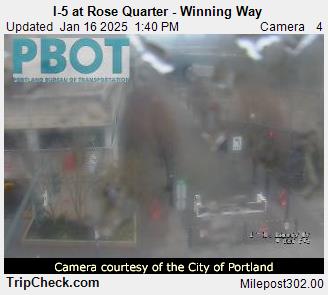 I-5 at Rose Quarter - Winning Way
Updated Jan 16 2025 1:40 PM Camera 4
PBOT
PORTLAND BUREAU OF TRANSPORTATION
Camera courtesy of the City of Portland
TripCheck.com Milepost302.00